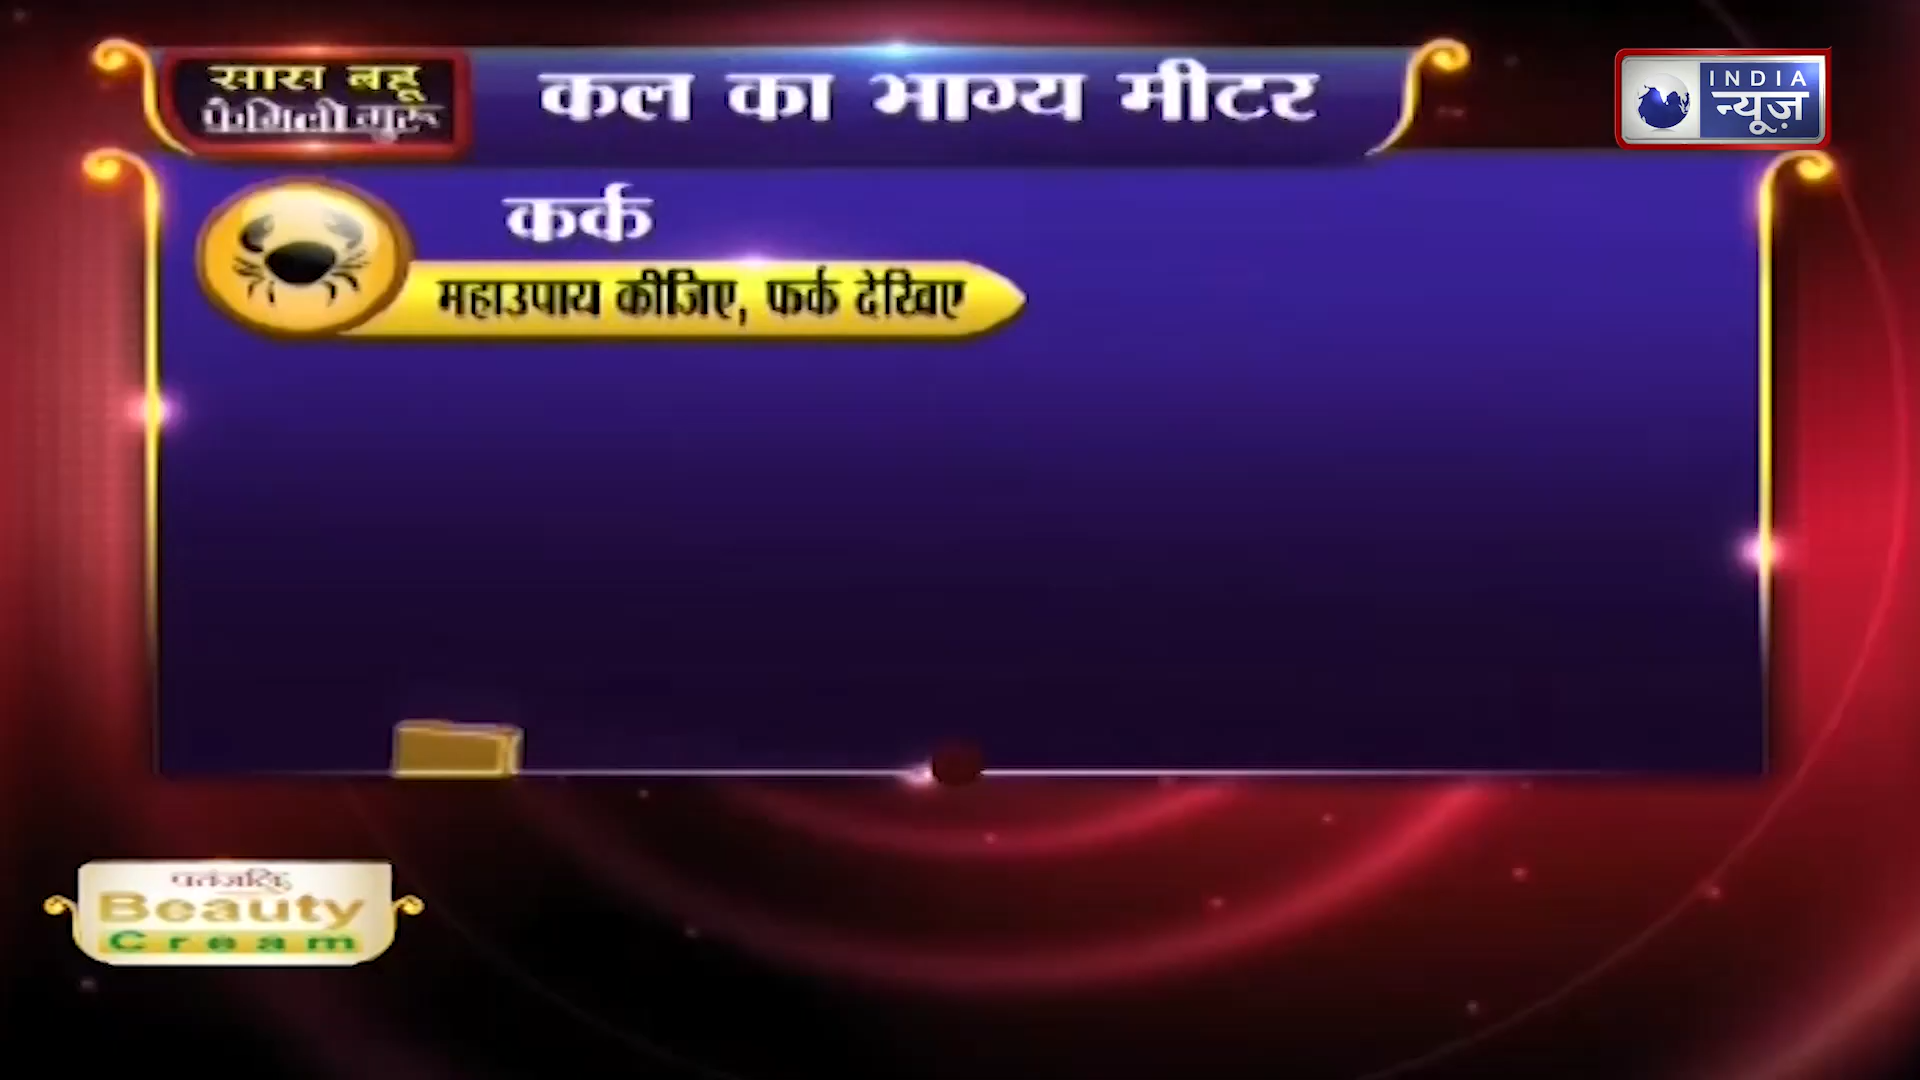 सास बहू
फैमिली गुरू
कल का भाग्य मीटर
INDIA
न्यूज़
कर्क
महाउपाय कीजिए, फर्क देखिए
पतंजलि
Beauty
Cream